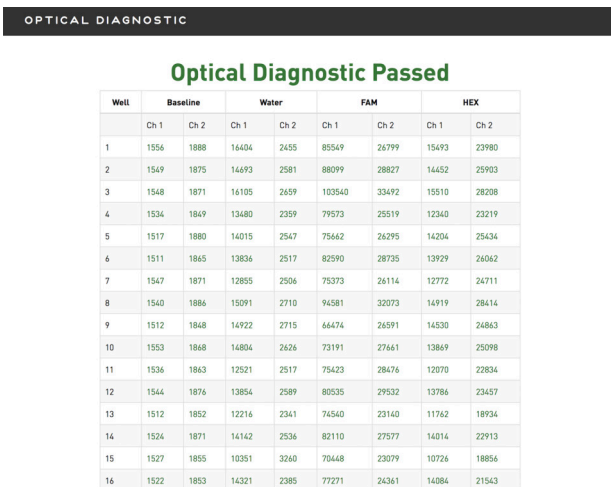 OPTICAL DIAGNOSTIC
Optical Diagnostic Passed
Well Baseline Water FAM HEX
Ch 1 Ch 2 Ch 1 Ch 2 Ch 1 Ch 2 Ch 1 Ch 2
1 1556 1888 16404 2455 85549 26799 15493 23980
2 1549 1875 14693 2581 88099 28827 14452 25903
3 1548 1871 16105 2659 103540 33492 15510 28208
4 1534 1849 13480 2359 79573 25519 12340 23219
5 1517 1880 14015 2547 75662 26295 14204 25434
6 1511 1865 13836 2517 82590 28735 13929 26062
7 1547 1871 12855 2506 75373 26114 12772 24711
8 1540 1886 15091 2710 94581 32073 14919 28414
9 1512 1848 14922 2715 66474 26591 14530 24863
10 1553 1868 14804 2626 73191 27661 13869 25098
11 1536 1863 12521 2517 75423 28476 12070 22834
12 1544 1876 13854 2589 80535 29532 13786 23457
13 1512 1852 12216 2341 74540 23140 11762 18934
14 1524 1871 14142 2536 82110 27577 14014 22913
15 1527 1855 10351 3260 70448 23079 10726 18856
16 1522 1853 14321 2385 77271 24361 14084 21543